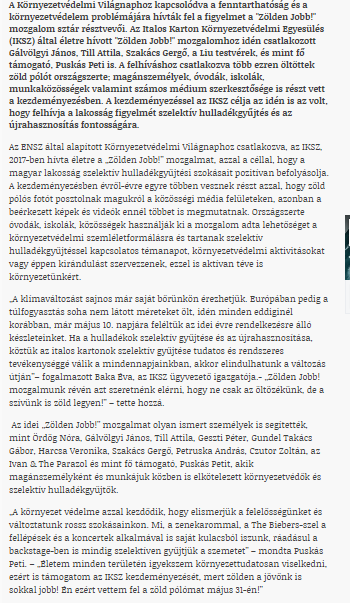 A Környezetvédelmi Világnaphoz kapcsolódva a fenntarthatóság és a
környezetvédelem problémájára hívták fel a figyelmet a "Zölden Jobb!"
mozgalom sztár résztvevői. Az Italos Karton Környezetvédelmi Egyesülés
(IKSZ) által életre hívott "Zölden Jobb!" mozgalomhoz idén csatlakozott
Gálvölgyi János, Till Attila, Szakács Gergő, a Liu testvérek, és mint fő
támogató, Puskás Peti is. A felhíváshoz csatlakozva több ezren öltöttek
zöld pólót országszerte; magánszemélyek, óvodák, iskolák,
munkaközösségek valamint számos médium szerkesztősége is részt vett
a kezdeményezésben. A kezdeményezéssel az IKSZ célja az idén is az volt,
hogy felhívja a lakosság figyelmét szelektív hulladékgyűjtés és az
újrahasznosítás fontosságára.
Az ENSZ által alapított Környezetvédelmi Világnaphoz csatlakozva, az IKSZ,
2017-ben hívta életre a „Zölden Jobb!” mozgalmat, azzal a céllal, hogy a
magyar lakosság szelektív hulladékgyűjtési szokásait pozitívan befolyásolja.
A kezdeményezésben évről-évre egyre többen vesznek részt azzal, hogy zöld
pólós fotót posztolnak magukról a közösségi média felületeken, azonban a
beérkezett képek és videók ennél többet is megmutatnak. Országszerte
óvodák, iskolák, közösségek használják ki a mozgalom adta lehetőséget a
környezetvédelmi szemléletformálásra és tartanak szelektív
hulladékgyűjtéssel kapcsolatos témanapot, környezetvédelmi aktivitásokat
vagy éppen kirándulást szervezzenek, ezzel is aktívan téve is
környezetünkért.
„A klímaváltozást sajnos már saját bőrünkön érezhetjük. Európában pedig a
túlfogyasztás soha nem látott méreteket ölt, idén minden eddiginél
korábban, már május 10. napjára feléltük az idei évre rendelkezésre álló
készleteinket. Ha a hulladékok szelektív gyűjtése és az újrahasznosítása,
köztük az italos kartonok szelektív gyűjtése tudatos és rendszeres
tevékenységgé válik a mindennapjainkban, akkor elindulhatunk a változás
útján”– fogalmazott Baka Éva, az IKSZ ügyvezető igazgatója.– „Zölden Jobb!
mozgalmunk révén azt szeretnénk elérni, hogy ne csak az öltözékünk, de a
szívünk is zöld legyen!” – tette hozzá.
Az idei „Zölden Jobb!” mozgalmat olyan ismert személyek is segítették,
mint Ördög Nóra, Gálvölgyi János, Till Attila, Geszti Péter, Gundel Takács
Gábor, Harcsa Veronika, Szakács Gergő, Petruska András, Czutor Zoltán, az
Ivan & The Parazol és mint fő támogató, Puskás Petit, akik
magánszemélyként és munkájuk közben is elkötelezett környezetvédők és
szelektív hulladékgyűjtők.
„A környezet védelme azzal kezdődik, hogy elismerjük a felelősségünket és
változtatunk rossz szokásainkon. Mi, a zenekarommal, a The Biebers-szel a
fellépések és a koncertek alkalmával is saját kulacsból iszunk, ráadásul a
backstage-ben is mindig szelektíven gyűjtjük a szemetet” – mondta Puskás
Peti. – „Életem minden területén igyekszem környezettudatosan viselkedni,
ezért is támogatom az IKSZ kezdeményezését, mert zölden a jövőnk is
sokkal jobb! Én ezért vettem fel a zöld pólómat május 31-én!”